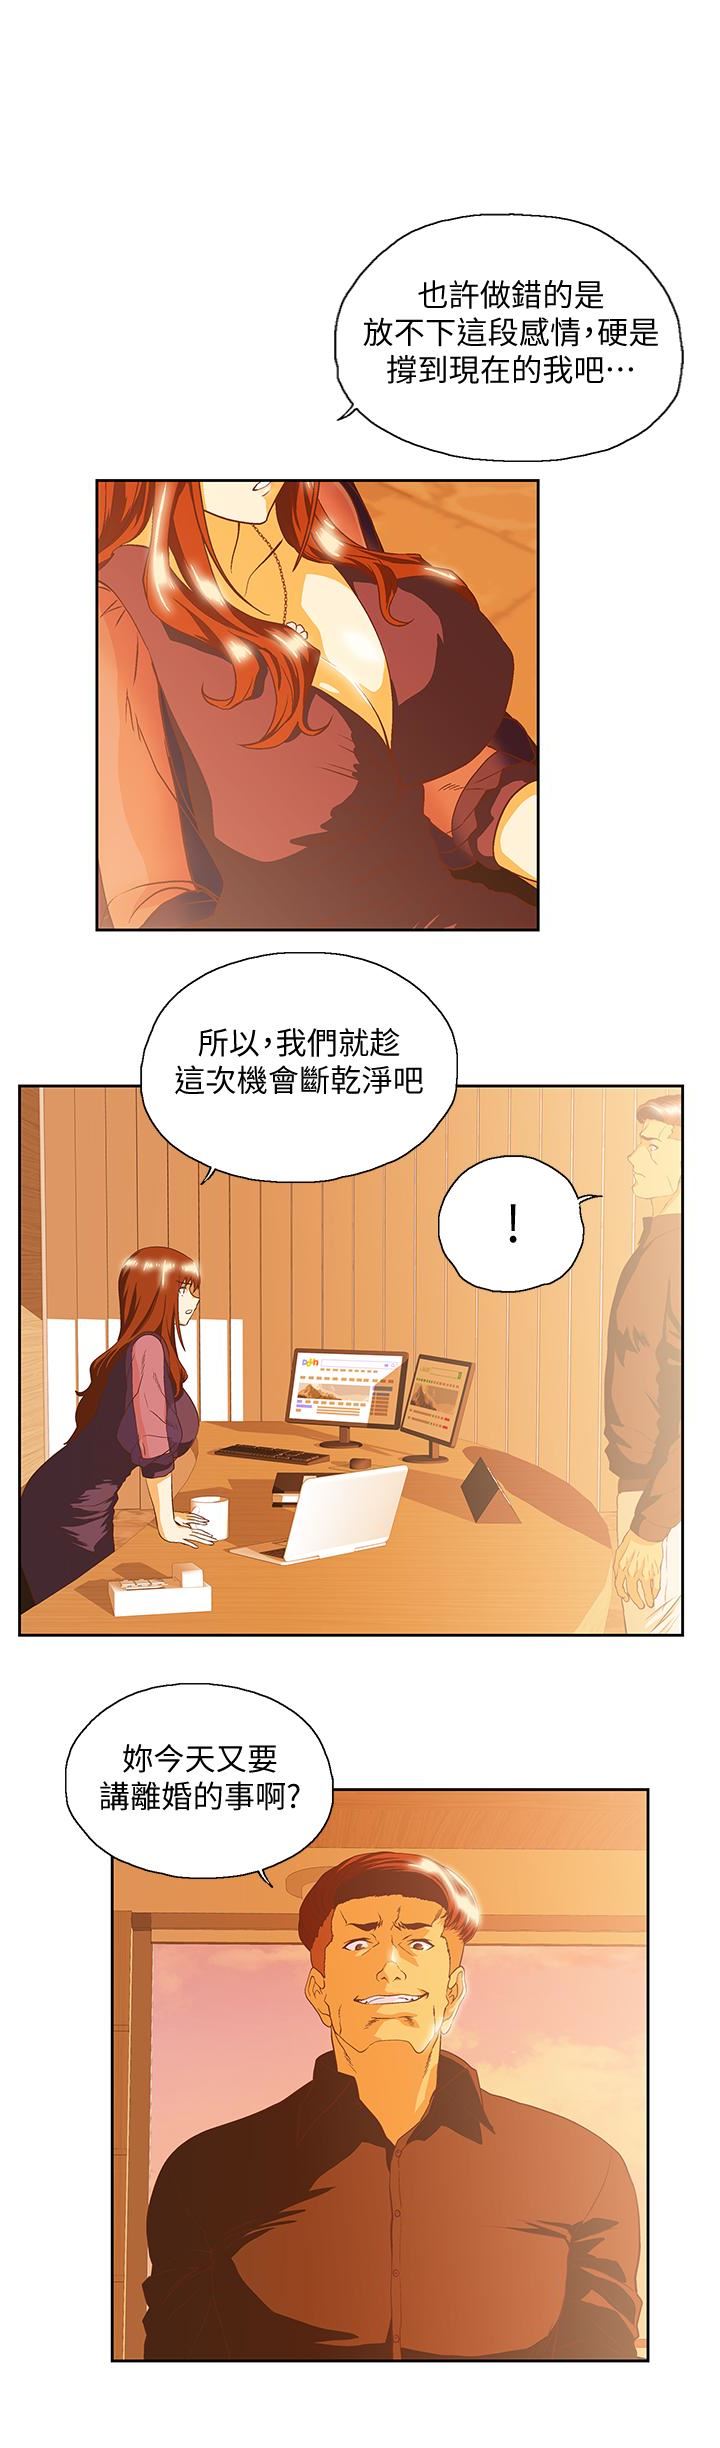 也許做錯的是
放不下這段感情，硬是
撐到現在的我吧⋯
所以，我們就趁
這次機會斷乾淨吧
！
妳今天又要
講離婚的事啊？